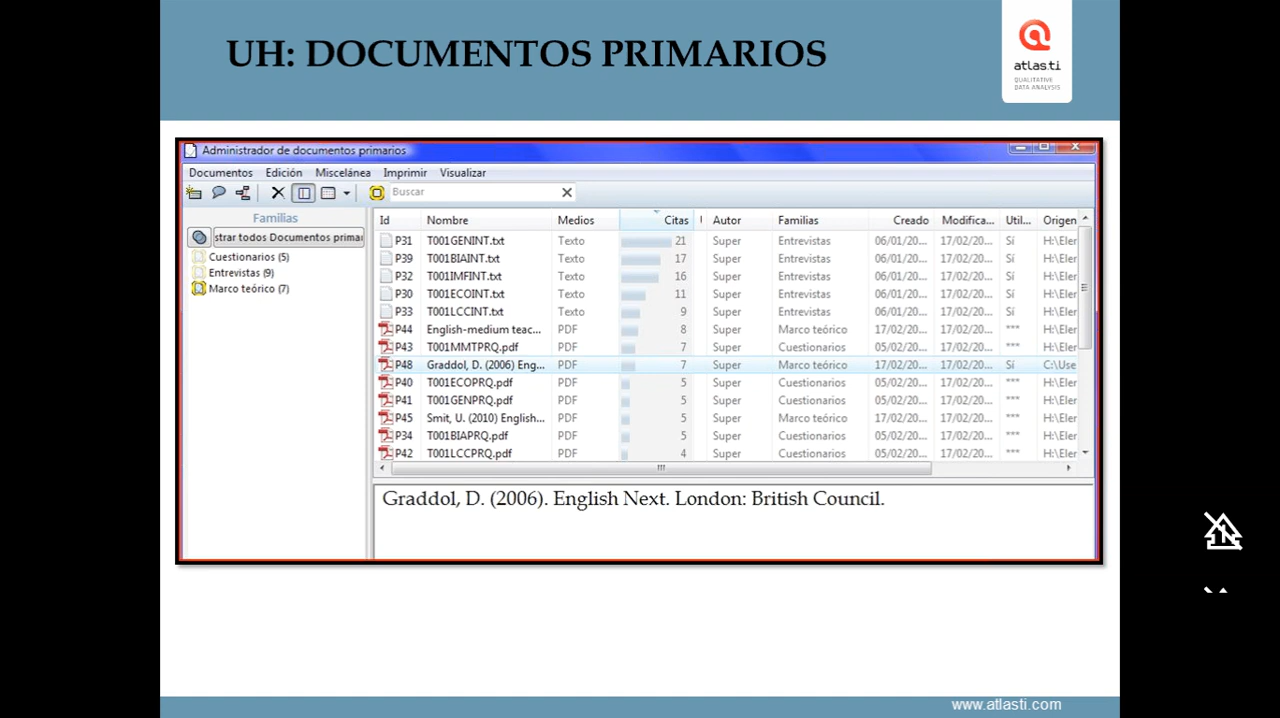 UH: DOCUMENTOS PRIMARIOS
atlas.ti
QUALITATIVE
DATA ANALYSIS
Administrador de documentos primarios
Documentos Edición Miscelánea Imprimir Visualizar
Buscar
Familias
strar todos Documentos primar
Cuestionarios (5)
Entrevistas (9)
Marco teórico (7)
Id Nombre Medios Citas Autor Familias Creado Modifica... Util... Origen
P31 T001GENINT.txt Texto 21 Super Entrevistas 06/01/20... 17/02/20... Sí H:\Eler
P39 T001BIAINT.txt Texto 17 Super Entrevistas 06/01/20... 17/02/20... Sí H:\Eler
P32 T001IMFINT.txt Texto 16 Super Entrevistas 06/01/20... 17/02/20... Sí H:\Eler
P30 T001ECOINT.txt Texto 11 Super Entrevistas 06/01/20... 17/02/20... Sí H:\Eler
P33 T001LCCINT.txt Texto 9 Super Entrevistas 06/01/20... 17/02/20... Sí H:\Eler
P44 English-medium teac... PDF 8 Super Marco teórico 17/02/20... 17/02/20... *** H:\Eler
P43 T001MMTPRQ.pdf PDF 7 Super Cuestionarios 05/02/20... 17/02/20... *** H:\Eler
P48 Graddol, D. (2006) Eng... PDF 7 Super Marco teórico 17/02/20... 17/02/20... Sí C:\Use
P40 T001ECOPRQ.pdf PDF 5 Super Cuestionarios 05/02/20... 17/02/20... *** H:\Eler
P41 T001GENPRQ.pdf PDF 5 Super Cuestionarios 05/02/20... 17/02/20... *** H:\Eler
P45 Smit, U. (2010) English... PDF 5 Super Marco teórico 17/02/20... 17/02/20... *** H:\Eler
P34 T001BIAPRQ.pdf PDF 5 Super Cuestionarios 05/02/20... 17/02/20... *** H:\Eler
P42 T001LCCPRQ.pdf PDF 4 Super Cuestionarios 05/02/20... 17/02/20... *** H:\Eler
Graddol, D. (2006). English Next. London: British Council.
www.atlasti.com